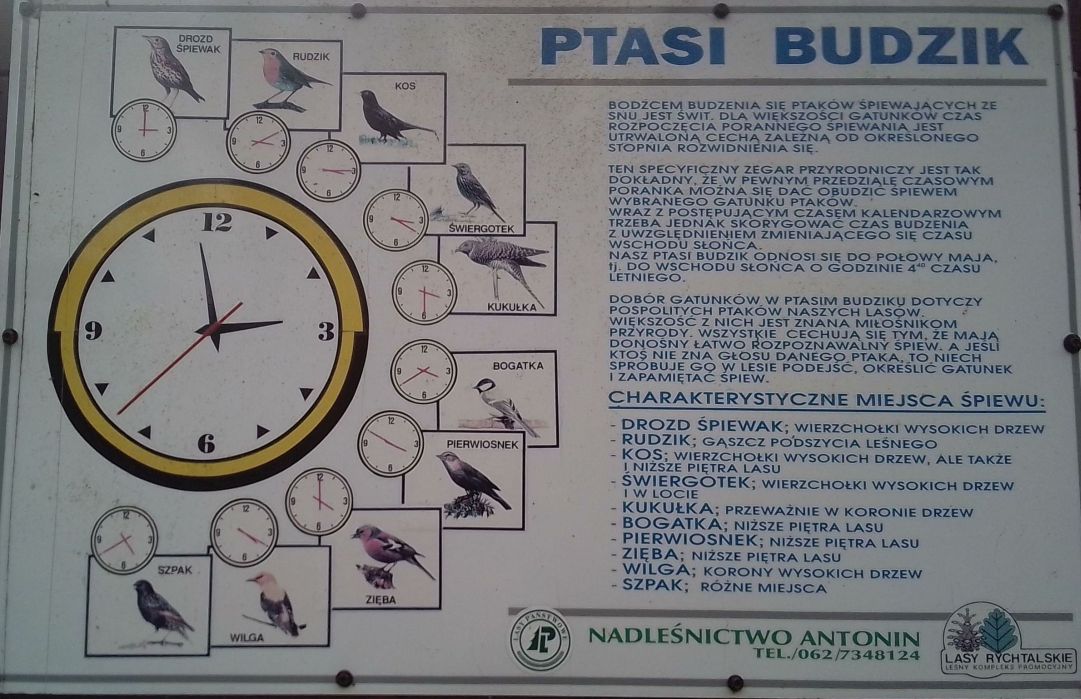 PTASI BUDZIK
DROZD
ŚPIEWAK
RUDZIK
KOS
ŚWIERGOTEK
KUKUŁKA
BOGATKA
PIERWIOSNEK
ZIĘBA
WILGA
SZPAK
12
3
6
9
BODŹCEM BUDZENIA SIĘ PTAKÓW ŚPIEWAJĄCYCH ZE
SNU JEST ŚWIT. DLA WIĘKSZOŚCI GATUNKÓW CZAS
ROZPOCZĘCIA PORANNEGO ŚPIEWANIA JEST
UTRWALONĄ CECHĄ ZALEŻNĄ OD OKREŚLONEGO
STOPNIA ROZWIDNIENIA SIĘ.
TEN SPECYFICZNY ZEGAR PRZYRODNICZY JEST TAK
DOKŁADNY, ŻE W PEWNYM PRZEDZIALE CZASOWYM
PORANKA MOŻNA SIĘ DAĆ OBUDZIĆ ŚPIEWEM
WYBRANEGO GATUNKU PTAKÓW.
WRAZ Z POSTĘPUJĄCYM CZASEM KALENDARZOWYM
TRZEBA JEDNAK SKORYGOWAĆ CZAS BUDZENIA
Z UWZGLĘDNIENIEM ZMIENIAJĄCEGO SIĘ CZASU
WSCHODU SŁOŃCA.
NASZ PTASI BUDZIK ODNOSI SIĘ DO POŁOWY MAJA,
tj. DO WSCHODU SŁOŃCA O GODZINIE 4⁴⁰ CZASU
LETNIEGO.
DOBÓR GATUNKÓW W PTASIM BUDZIKU DOTYCZY
POSPOLITYCH PTAKÓW NASZYCH LASÓW.
WIĘKSZOŚĆ Z NICH JEST ZNANA MIŁOŚNIKOM
PRZYRODY. WSZYSTKIE CECHUJĄ SIĘ TYM, ŻE MAJĄ
DONOŚNY ŁATWO ROZPOZNAWALNY ŚPIEW. A JEŚLI
KTOŚ NIE ZNA GŁOSU DANEGO PTAKA, TO NIECH
SPRÓBUJE GO W LESIE PODEJŚĆ, OKREŚLIĆ GATUNEK
I ZAPAMIĘTAĆ ŚPIEW.
CHARAKTERYSTYCZNE MIEJSCA ŚPIEWU:
- DROZD ŚPIEWAK; WIERZCHOŁKI WYSOKICH DRZEW
- RUDZIK; GĄSZCZ PODSZYCIA LEŚNEGO
- KOS; WIERZCHOŁKI WYSOKICH DRZEW, ALE TAKŻE
I NIŻSZE PIĘTRA LASU
- ŚWIERGOTEK; WIERZCHOŁKI WYSOKICH DRZEW
I W LOCIE
- KUKUŁKA; PRZEWAŻNIE W KORONIE DRZEW
- BOGATKA; NIŻSZE PIĘTRA LASU
- PIERWIOSNEK; NIŻSZE PIĘTRA LASU
- ZIĘBA; NIŻSZE PIĘTRA LASU
- WILGA; KORONY WYSOKICH DRZEW
- SZPAK; RÓŻNE MIEJSCA
LASY PAŃSTWOWE
NADLEŚNICTWO ANTONIN
TEL./062/7348124
LASY RYCHTALSKIE
LEŚNY KOMPLEKS PROMOCYJNY